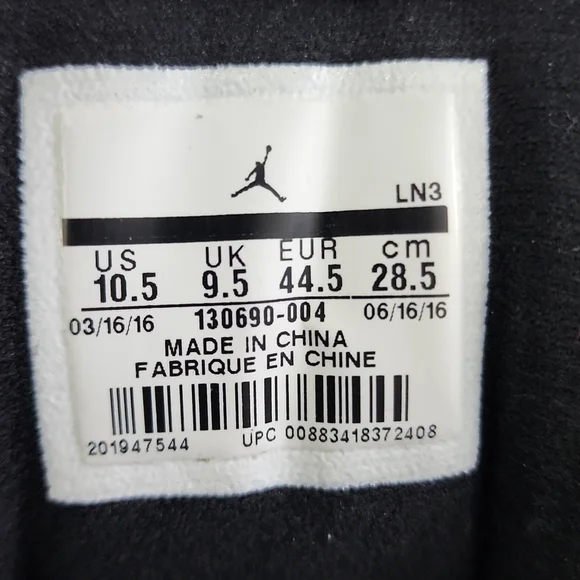 LN3
US UK EUR cm
10.5 9.5 44.5 28.5
03/16/16 130690-004 06/16/16
MADE IN CHINA
FABRIQUE EN CHINE
201947544 UPC 00883418372408